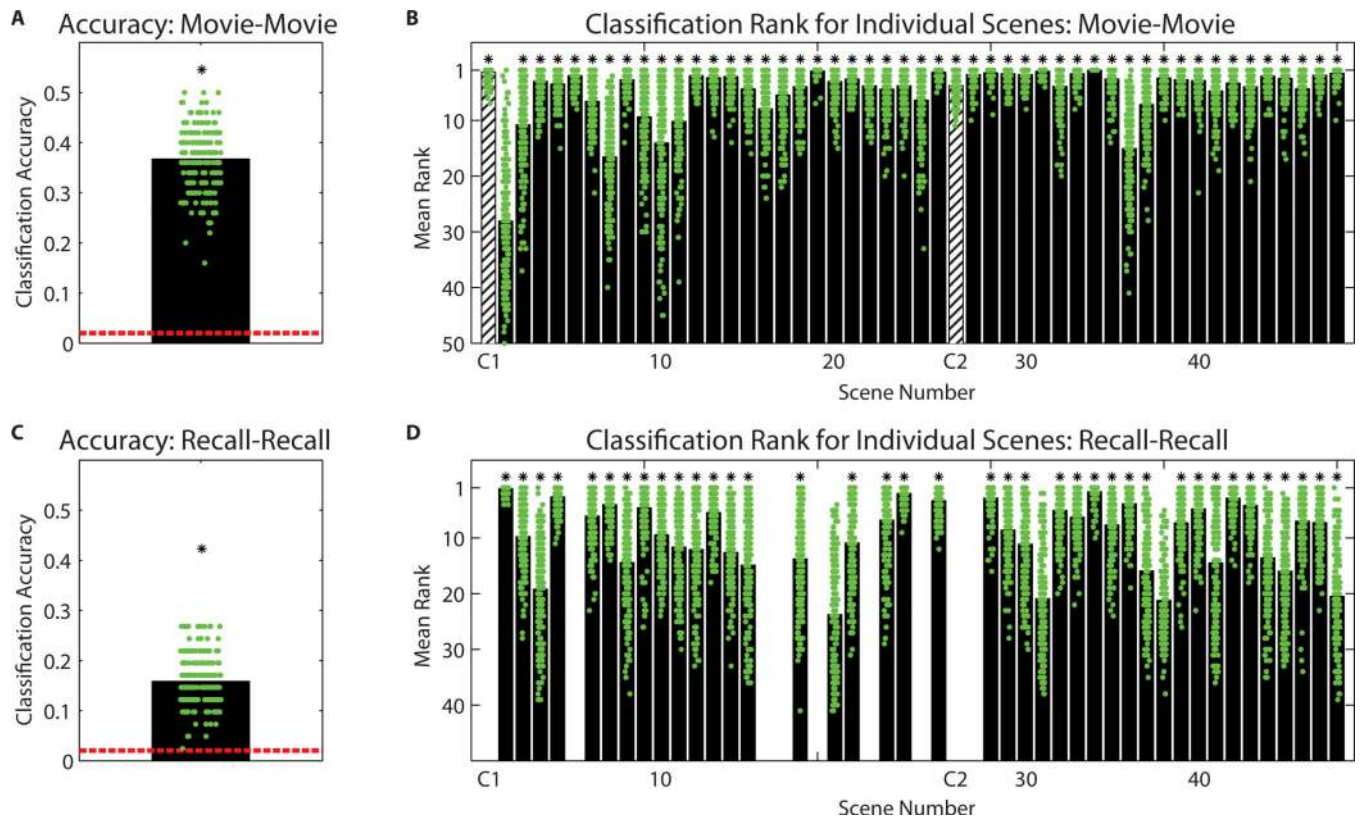 A Accuracy: Movie-Movie
Classification Accuracy
0.5
0.4
0.3
0.2
0.1
0
B Classification Rank for Individual Scenes: Movie-Movie
Mean Rank
1
10
20
30
40
50
C1 10 20 C2 30 40
Scene Number
C Accuracy: Recall-Recall
Classification Accuracy
0.5
0.4
0.3
0.2
0.1
0
D Classification Rank for Individual Scenes: Recall-Recall
Mean Rank
1
10
20
30
40
C1 10 C2 30 40
Scene Number